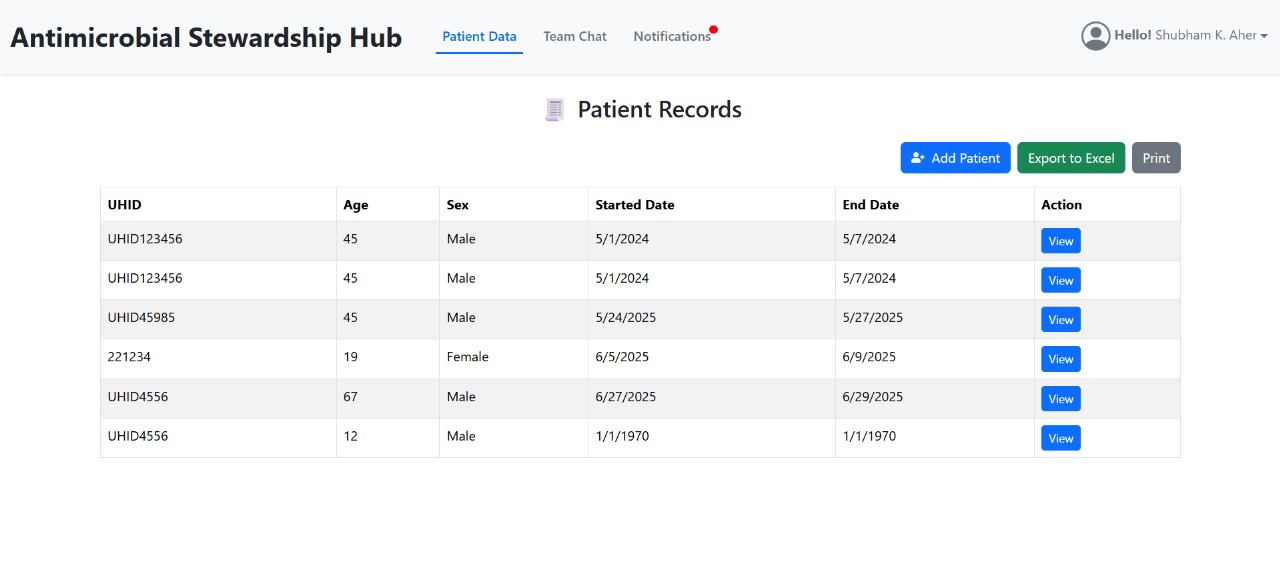 Antimicrobial Stewardship Hub Patient Data Team Chat Notifications Hello! Shubham K. Aher
Patient Records
Add Patient Export to Excel Print
UHID Age Sex Started Date End Date Action
UHID123456 45 Male 5/1/2024 5/7/2024 View
UHID123456 45 Male 5/1/2024 5/7/2024 View
UHID45985 45 Male 5/24/2025 5/27/2025 View
221234 19 Female 6/5/2025 6/9/2025 View
UHID4556 67 Male 6/27/2025 6/29/2025 View
UHID4556 12 Male 1/1/1970 1/1/1970 View